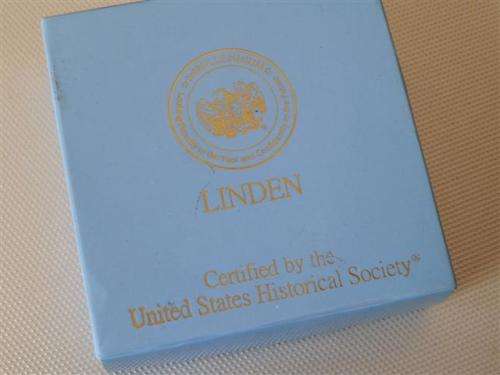 LINDEN
Certified by the
United States Historical Society®